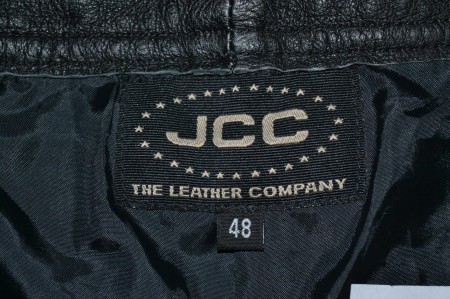 JCC
THE LEATHER COMPANY
48